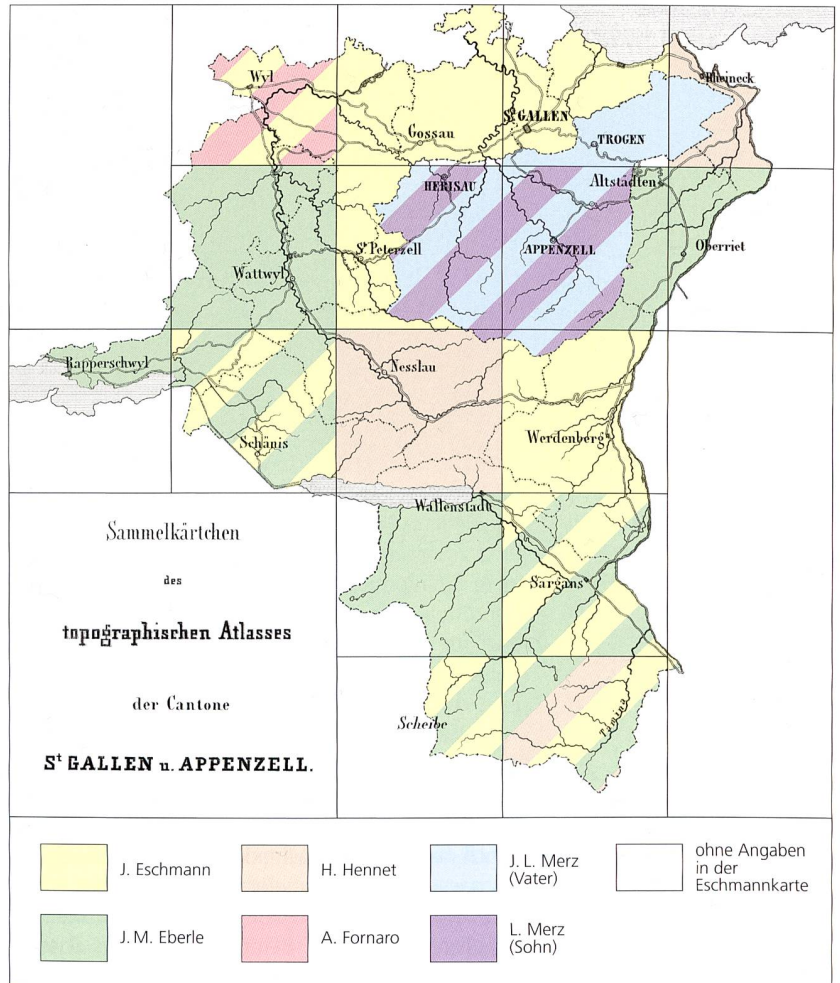 Wyl
Rheineck
St GALLEN
Gossau
TROGEN
HERISAU
Altstädten
St Peterzell
APPENZELL
Oberriet
Wattwyl
Rapperschwyl
Nesslau
Schänis
Werdenberg
Wallenstadt
Sammelkärtchen
des
topographischen Atlasses
der Cantone
St GALLEN u. APPENZELL.
Sargans
Scheibe
Tamina
J. Eschmann
H. Hennet
J. L. Merz
(Vater)
ohne Angaben
in der
Eschmannkarte
J. M. Eberle
A. Fornaro
L. Merz
(Sohn)